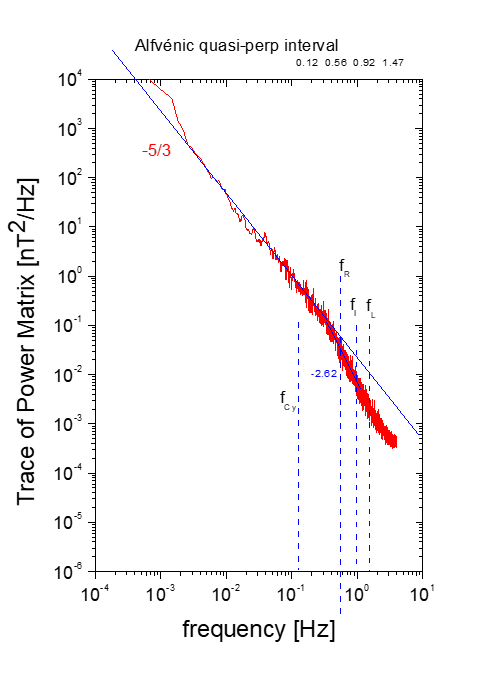 Alfvénic quasi-perp interval
0.12 0.56 0.92 1.47
10^4
10^3
10^2
10^1
10^0
10^-1
10^-2
10^-3
10^-4
10^-5
10^-6
Trace of Power Matrix [nT^2/Hz]
-5/3
f_R
f_I
f_L
-2.62
f_Cy
10^-4 10^-3 10^-2 10^-1 10^0 10^1
frequency [Hz]